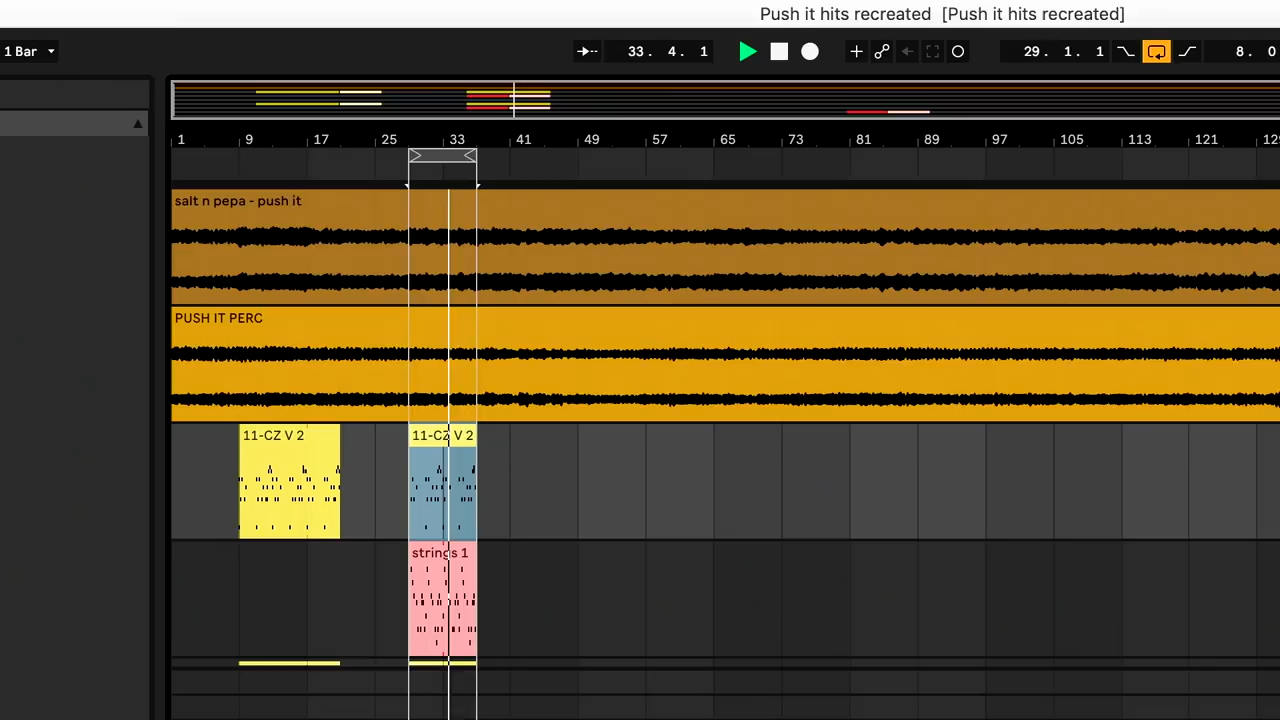 Push it hits recreated [Push it hits recreated]
1 Bar 33. 4. 1 29. 1. 1 8. 0
1 9 17 25 33 41 49 57 65 73 81 89 97 105 113 121 129
salt n pepa - push it
PUSH IT PERC
11-CZ V 2 11-CZ V 2
strings 1